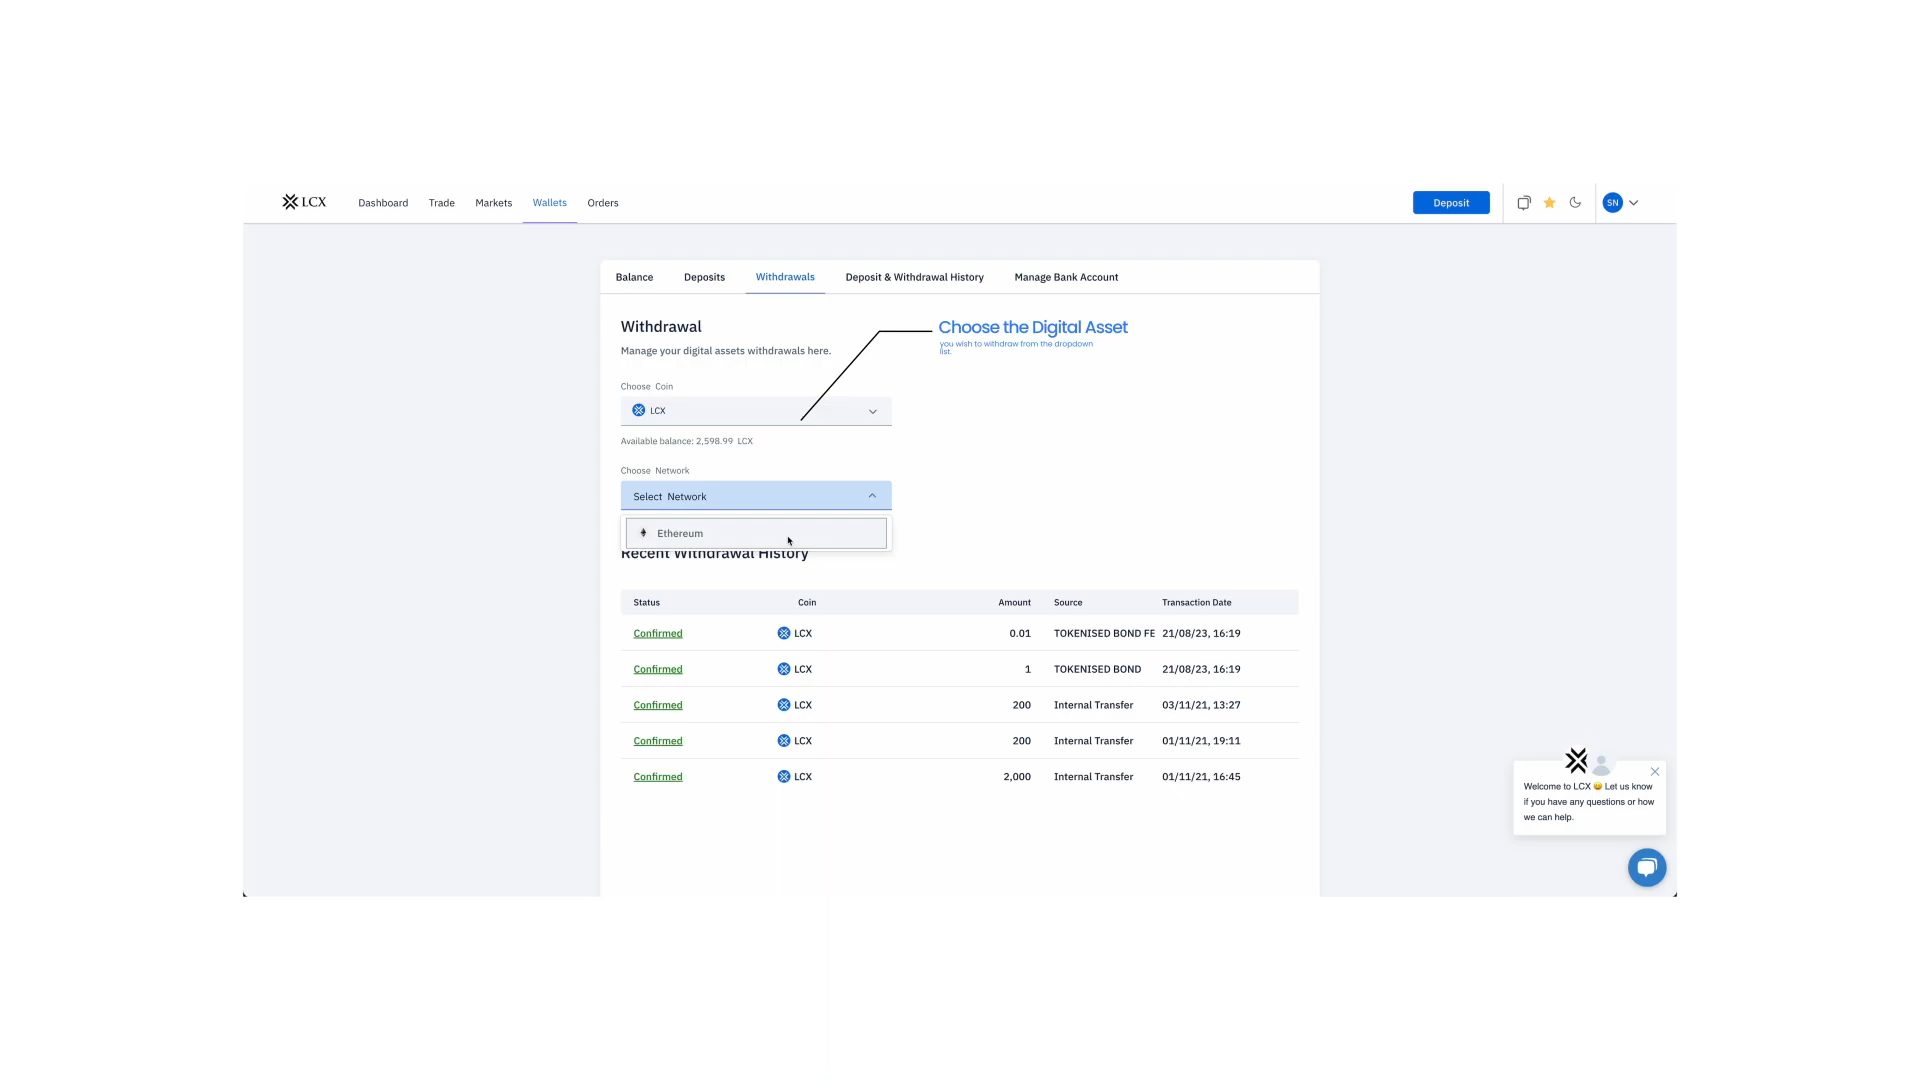 LCX Dashboard Trade Markets Wallets Orders Deposit SN
Balance Deposits Withdrawals Deposit & Withdrawal History Manage Bank Account
Withdrawal
Manage your digital assets withdrawals here.
Choose the Digital Asset
you wish to withdraw from the dropdown
list.
Choose Coin
LCX
Available balance: 2,598.99 LCX
Choose Network
Select Network
Ethereum
Recent Withdrawal History
Status Coin Amount Source Transaction Date
Confirmed LCX 0.01 TOKENISED BOND FE 21/08/23, 16:19
Confirmed LCX 1 TOKENISED BOND 21/08/23, 16:19
Confirmed LCX 200 Internal Transfer 03/11/21, 13:27
Confirmed LCX 200 Internal Transfer 01/11/21, 19:11
Confirmed LCX 2,000 Internal Transfer 01/11/21, 16:45
Welcome to LCX 😀 Let us know
if you have any questions or how
we can help.